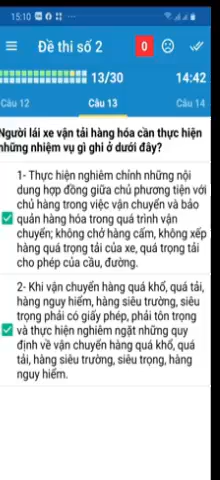 15:10
Đề thi số 2
0
13/30
14:42
Câu 12
Câu 13
Câu 14
Người lái xe vận tải hàng hóa cần thực hiện
những nhiệm vụ gì ghi ở dưới đây?
1- Thực hiện nghiêm chỉnh những nội
dung hợp đồng giữa chủ phương tiện với
chủ hàng trong việc vận chuyển và bảo
quản hàng hóa trong quá trình vận
chuyển; không chở hàng cấm, không xếp
hàng quá trọng tải của xe, quá trọng tải
cho phép của cầu, đường.
2- Khi vận chuyển hàng quá khổ, quá tải,
hàng nguy hiểm, hàng siêu trường, siêu
trọng phải có giấy phép, phải tôn trọng
và thực hiện nghiêm ngặt những quy
định về vận chuyển hàng quá khổ, quá
tải, hàng siêu trường, siêu trọng, hàng
nguy hiểm.